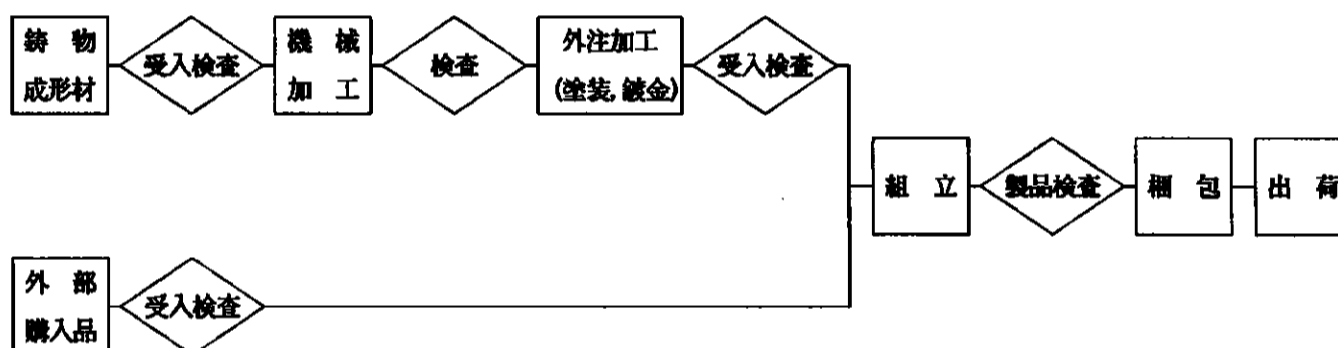 鋳物
成形材
受入検査
機械
加工
検査
外注加工
(塗装,鍍金)
受入検査
組立
製品検査
梱包
出荷
外部
購入品
受入検査